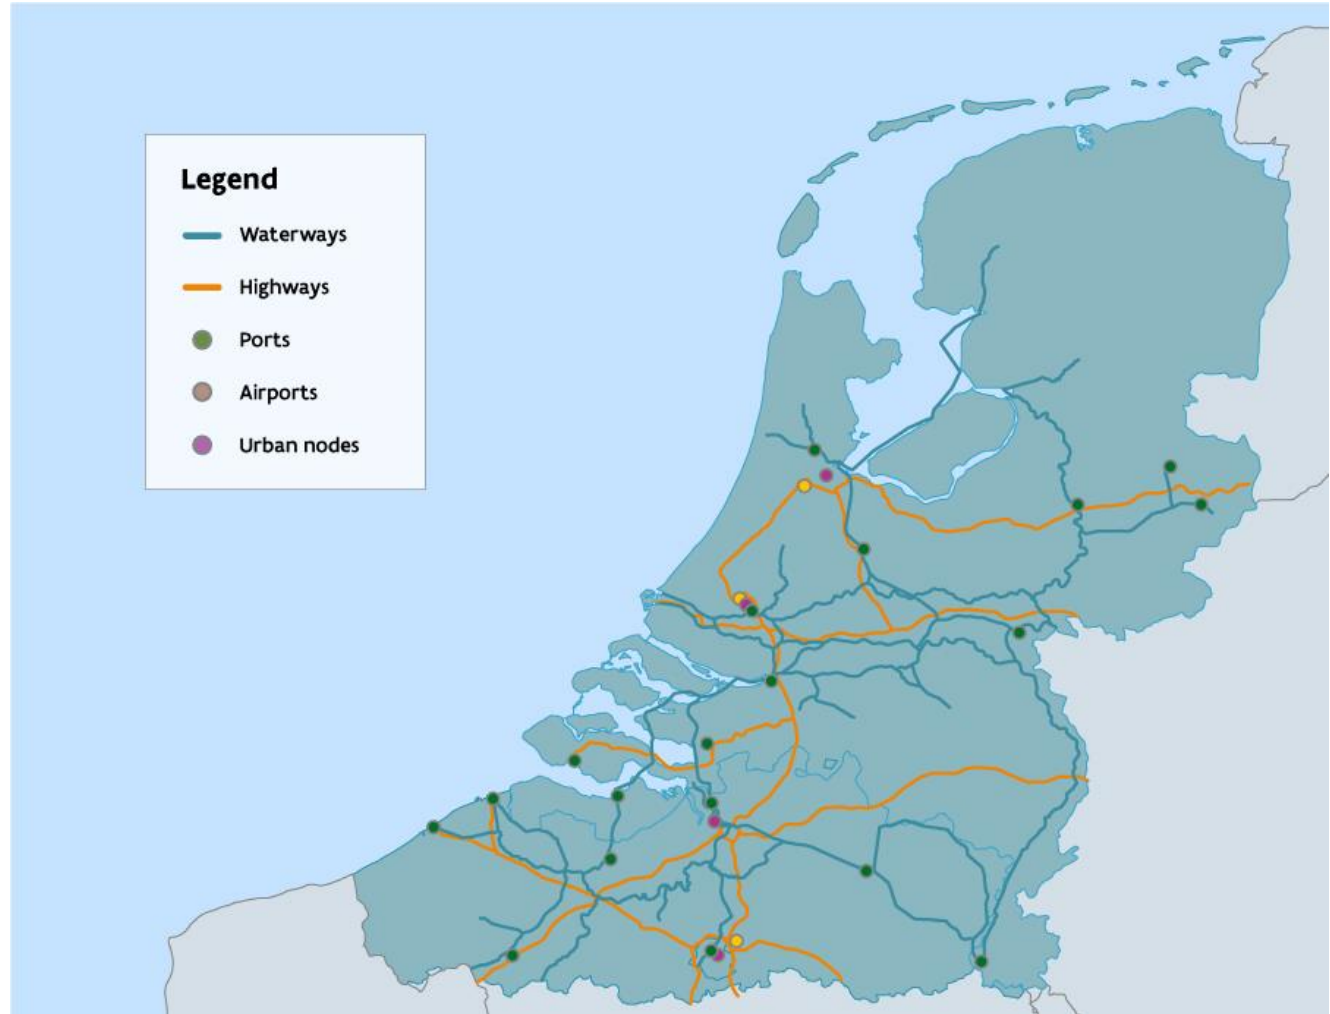 Legend
Waterways
Highways
Ports
Airports
Urban nodes